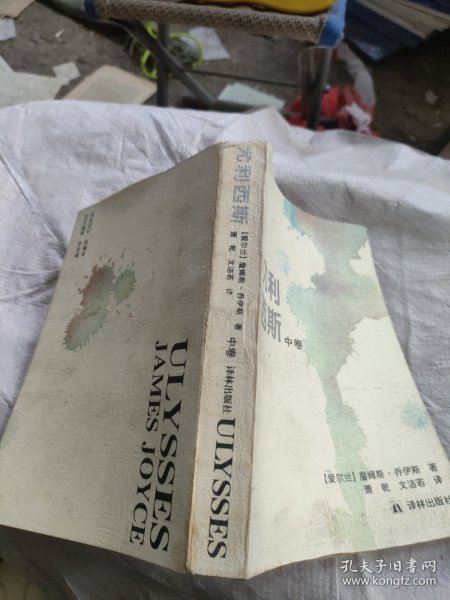 尤利西斯
[爱尔兰] 詹姆斯·乔伊斯 著
萧 乾 文洁若 译
中卷
译林出版社
ULYSSES
利西斯
中卷
[爱尔兰] 詹姆斯·乔伊斯 著
萧 乾 文洁若 译
译林出版社
ULYSSES
JAMES JOYCE
孔夫子旧书网
www.kongfz.com